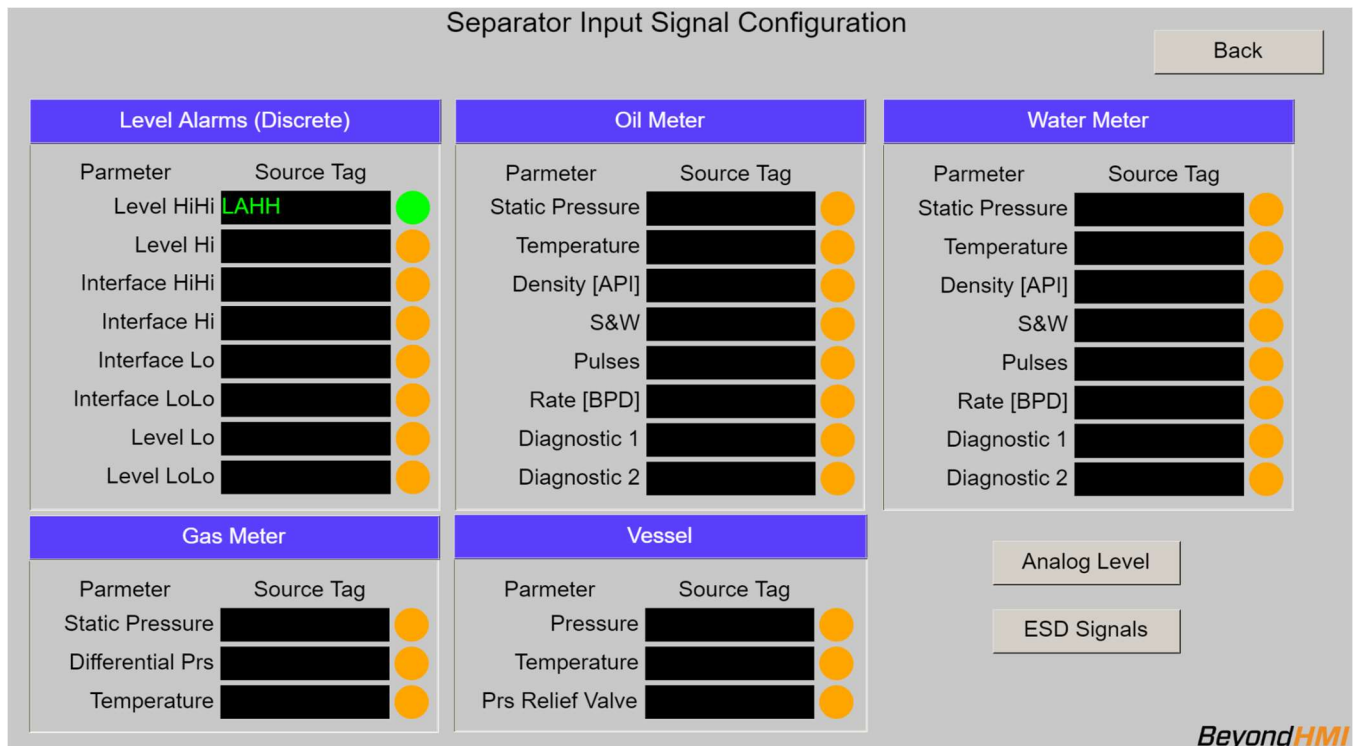 Separator Input Signal Configuration
Back
Level Alarms (Discrete)
Parmeter Source Tag
Level HiHi LAHH
Level Hi
Interface HiHi
Interface Hi
Interface Lo
Interface LoLo
Level Lo
Level LoLo
Oil Meter
Parmeter Source Tag
Static Pressure
Temperature
Density [API]
S&W
Pulses
Rate [BPD]
Diagnostic 1
Diagnostic 2
Water Meter
Parmeter Source Tag
Static Pressure
Temperature
Density [API]
S&W
Pulses
Rate [BPD]
Diagnostic 1
Diagnostic 2
Gas Meter
Parmeter Source Tag
Static Pressure
Differential Prs
Temperature
Vessel
Parmeter Source Tag
Pressure
Temperature
Prs Relief Valve
Analog Level
ESD Signals
BeyondHMI